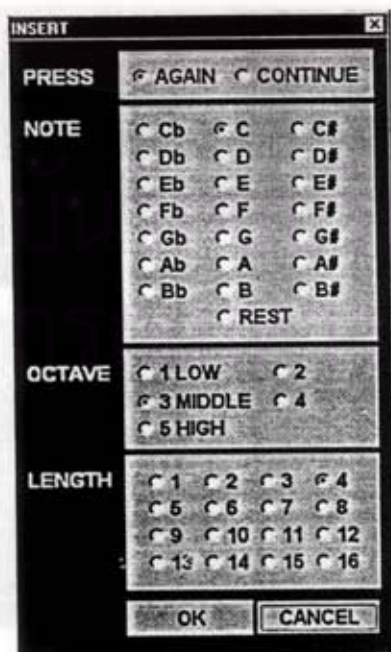 INSERT
PRESS AGAIN CONTINUE
NOTE Cb C C#
Db D D#
Eb E E#
Fb F F#
Gb G G#
Ab A A#
Bb B B#
REST
OCTAVE 1 LOW 2
3 MIDDLE 4
5 HIGH
LENGTH 1 2 3 4
5 6 7 8
9 10 11 12
13 14 15 16
OK CANCEL